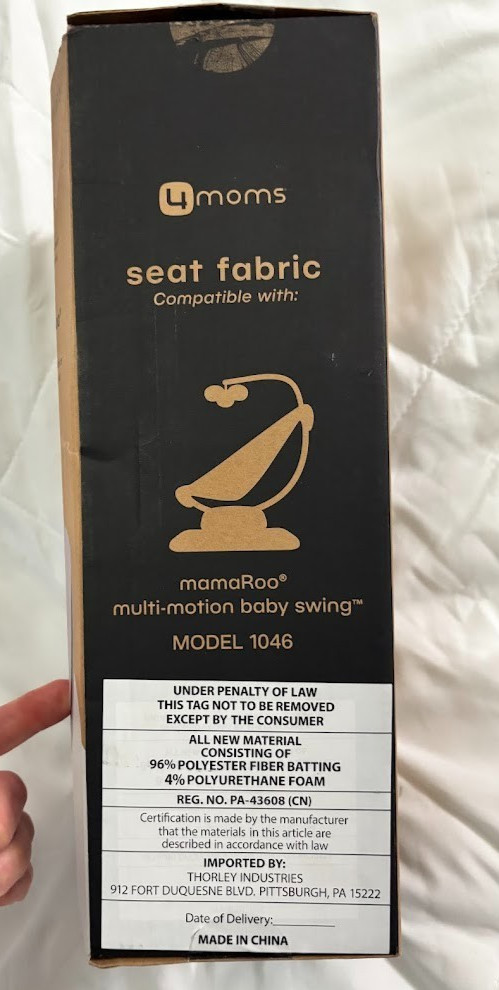 4moms
seat fabric
Compatible with:
mamaRoo®
multi-motion baby swing™
MODEL 1046
UNDER PENALTY OF LAW
THIS TAG NOT TO BE REMOVED
EXCEPT BY THE CONSUMER
ALL NEW MATERIAL
CONSISTING OF
96% POLYESTER FIBER BATTING
4% POLYURETHANE FOAM
REG. NO. PA-43608 (CN)
Certification is made by the manufacturer
that the materials in this article are
described in accordance with law
IMPORTED BY:
THORLEY INDUSTRIES
912 FORT DUQUESNE BLVD. PITTSBURGH, PA 15222
Date of Delivery:___________
MADE IN CHINA